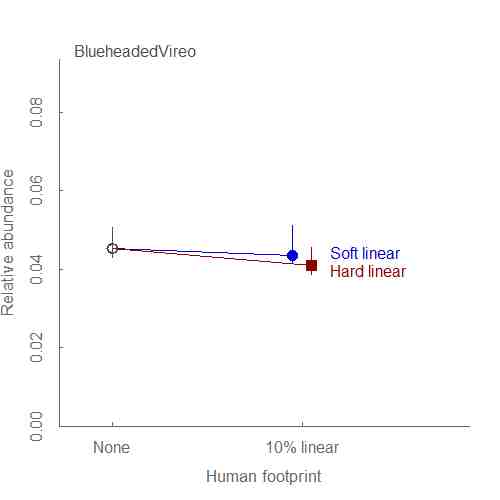 BlueheadedVireo
0.08
0.06
0.04
0.02
0.00
Relative abundance
Soft linear
Hard linear
None
10% linear
Human footprint